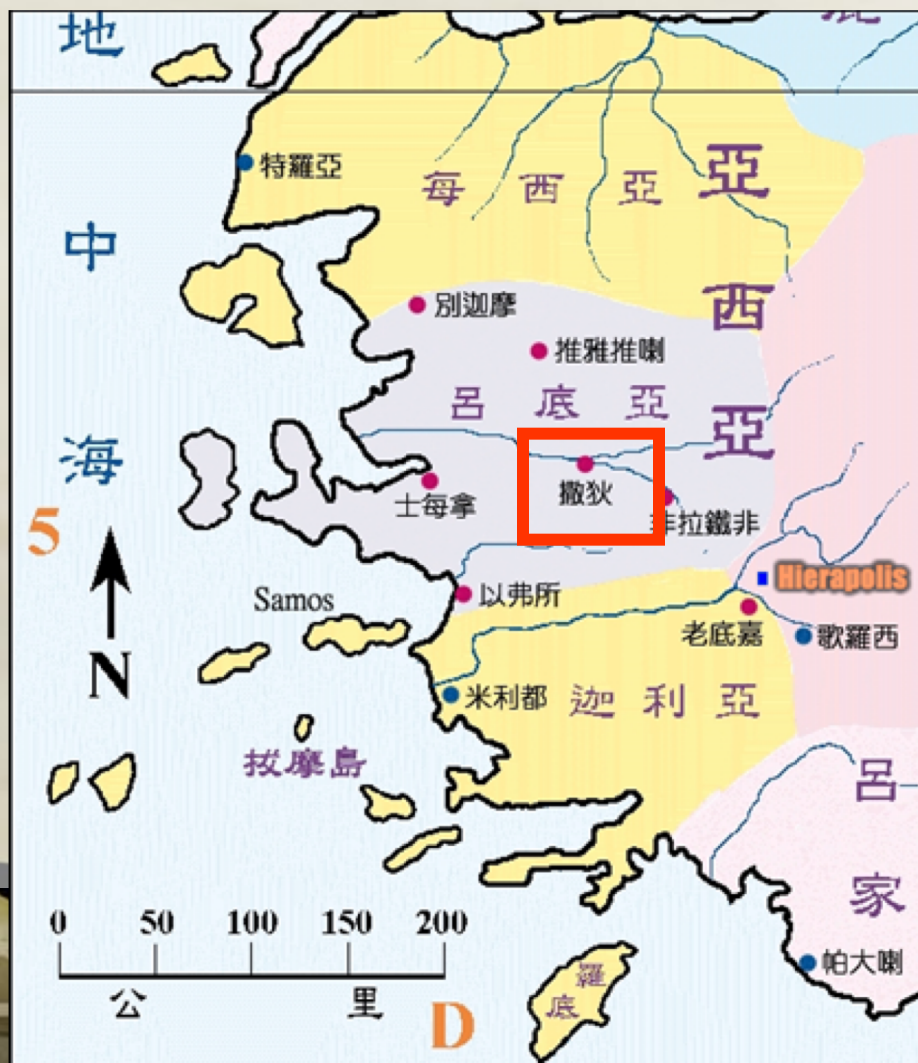 地中海
特羅亞
每西亞
亞西亞
別迦摩
推雅推喇
呂底亞
撒狄
士每拿
非拉鐵非
5
Hierapolis
以弗所
Samos
老底嘉
歌羅西
N
米利都
迦利亞
拔摩島
呂家
0 50 100 150 200
公里
帕大喇
羅底
D